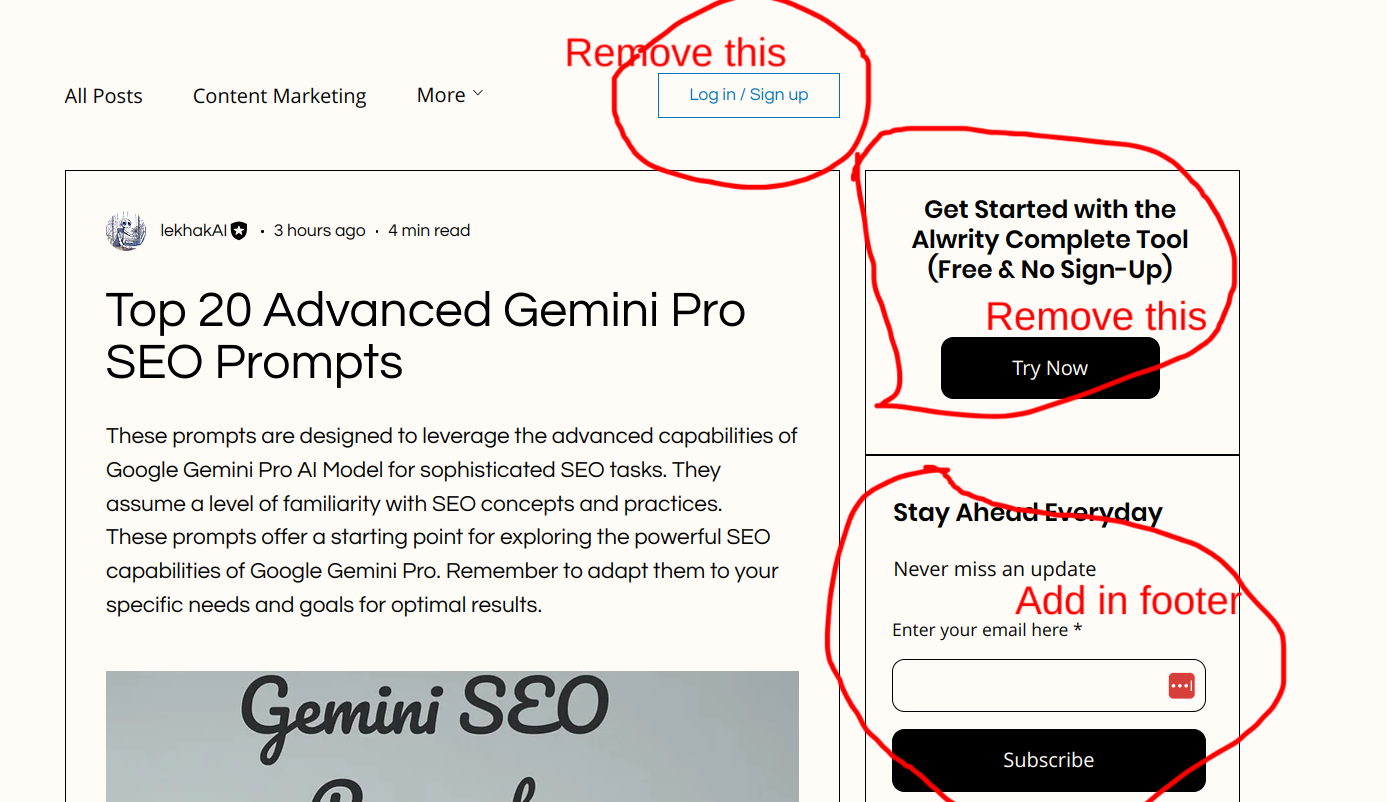 Remove this
All Posts
Content Marketing
More
Log in / Sign up
lekhakAI · 3 hours ago · 4 min read
Top 20 Advanced Gemini Pro
SEO Prompts
These prompts are designed to leverage the advanced capabilities of
Google Gemini Pro AI Model for sophisticated SEO tasks. They
assume a level of familiarity with SEO concepts and practices.
These prompts offer a starting point for exploring the powerful SEO
capabilities of Google Gemini Pro. Remember to adapt them to your
specific needs and goals for optimal results.
Gemini SEO
Get Started with the
Alwrity Complete Tool
(Free & No Sign-Up)
Remove this
Try Now
Stay Ahead Everyday
Never miss an update
Add in footer
Enter your email here *
Subscribe